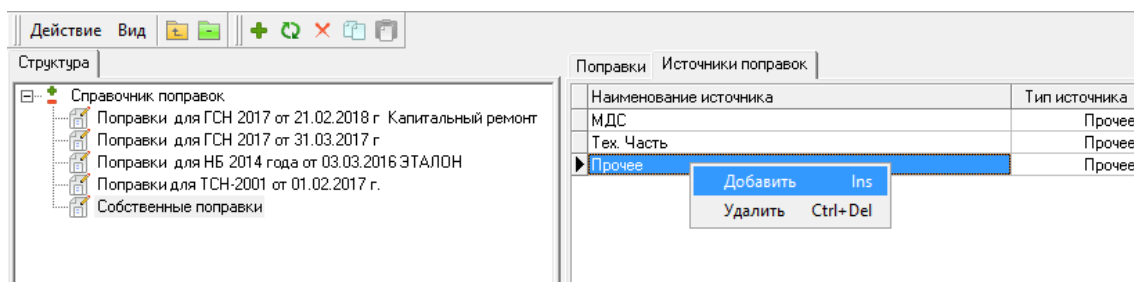 Действие Вид
Структура
Справочник поправок
Поправки для ГСН 2017 от 21.02.2018 г Капитальный ремонт
Поправки для ГСН 2017 от 31.03.2017 г
Поправки для НБ 2014 года от 03.03.2016 ЭТАЛОН
Поправки для ТСН-2001 от 01.02.2017 г.
Собственные поправки
Поправки Источники поправок
Наименование источника Тип источника
МДС Прочее
Тех. Часть Прочее
Прочее Прочее
Добавить Ins
Удалить Ctrl+Del